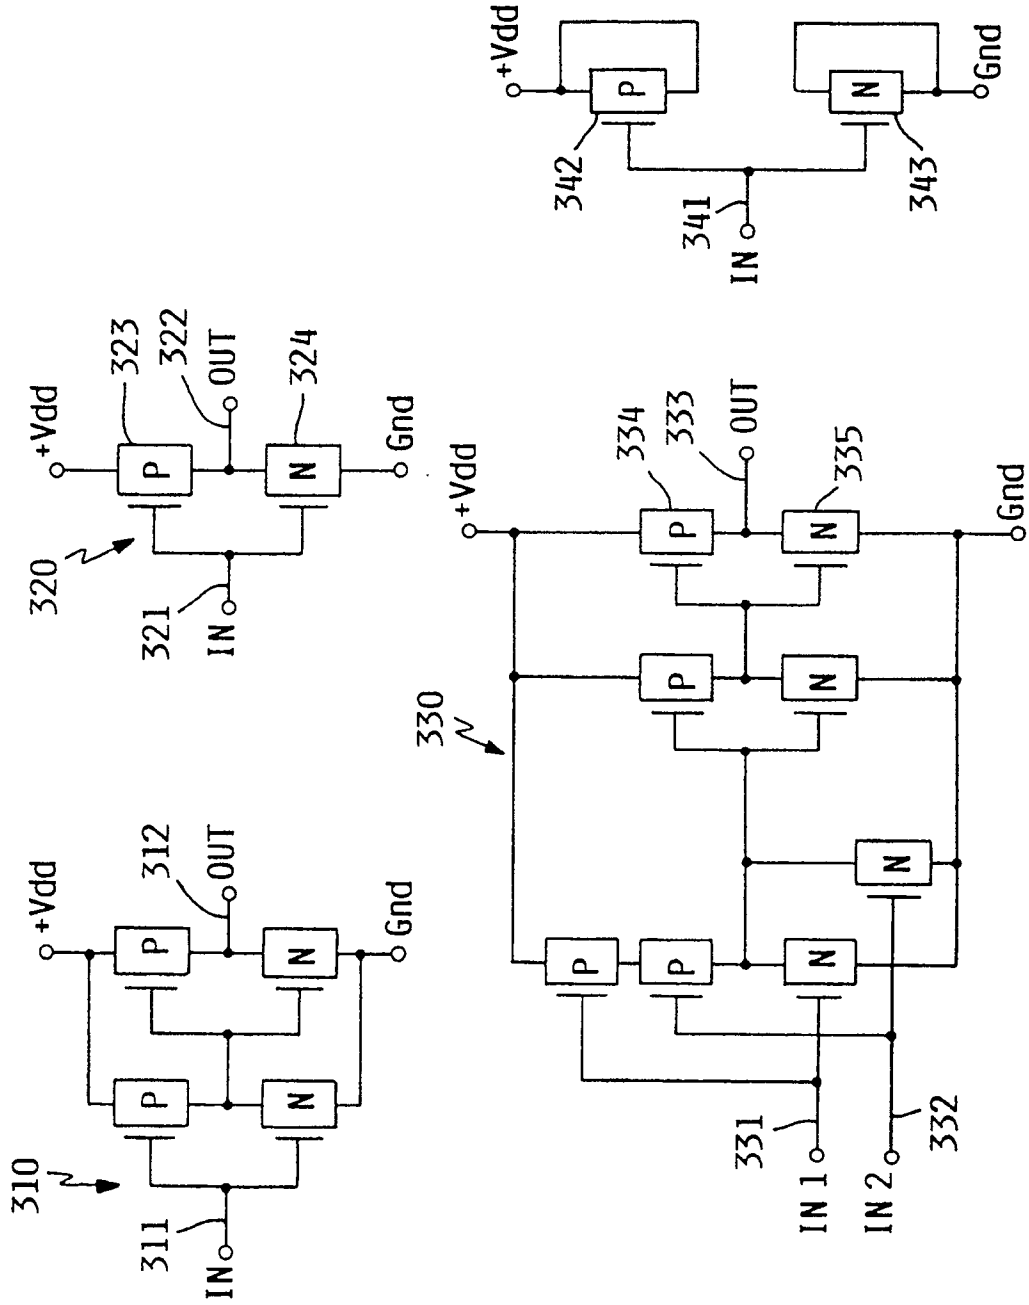 310
311
IN
+Vdd
P
P
312
OUT
N
N
Gnd
320
321
IN
+Vdd
P
323
322
OUT
N
324
Gnd
330
331
IN 1
332
IN 2
+Vdd
P
P
P
P
334
333
OUT
N
N
N
N
335
Gnd
341
IN
+Vdd
P
342
N
343
Gnd